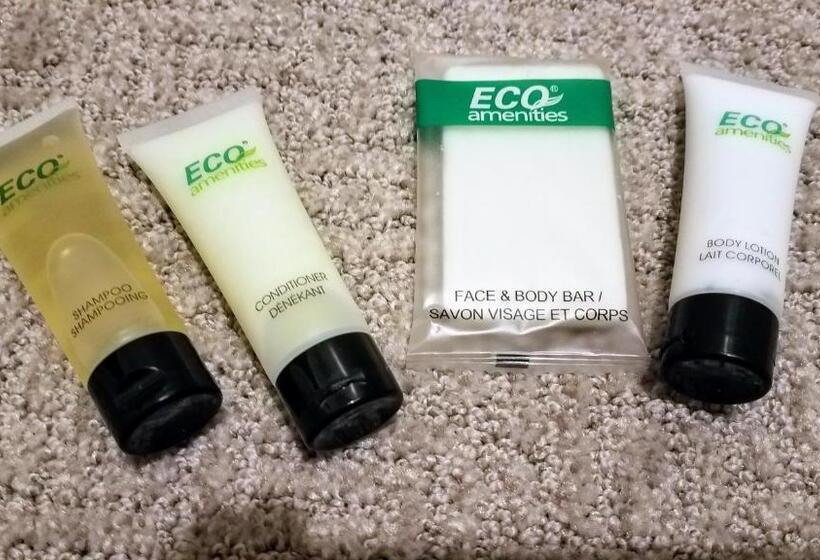 ECO
amenities
SHAMPOO
SHAMPOOING
ECO
amenities
CONDITIONER
DÉNÊKANT
ECO®
amenities
FACE & BODY BAR /
SAVON VISAGE ET CORPS
ECO
amenities
BODY LOTION
LAIT CORPOREL